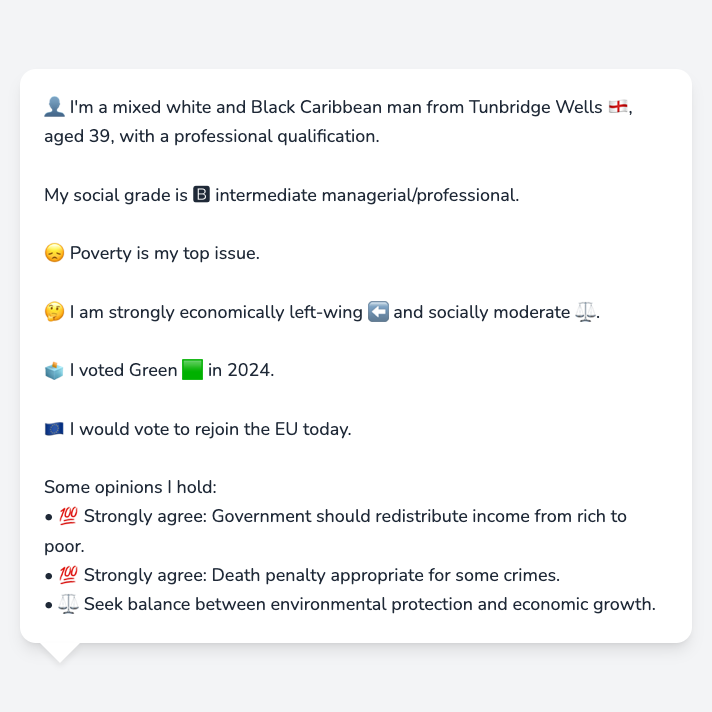 👤 I'm a mixed white and Black Caribbean man from Tunbridge Wells 🏴󠁧󠁢󠁥󠁮󠁧󠁿,
aged 39, with a professional qualification.
My social grade is 🅱 intermediate managerial/professional.
😞 Poverty is my top issue.
🤔 I am strongly economically left-wing ⬅️ and socially moderate ⚖️.
🗳️ I voted Green 🟩 in 2024.
🇪🇺 I would vote to rejoin the EU today.
Some opinions I hold:
• 💯 Strongly agree: Government should redistribute income from rich to
poor.
• 💯 Strongly agree: Death penalty appropriate for some crimes.
• ⚖️ Seek balance between environmental protection and economic growth.